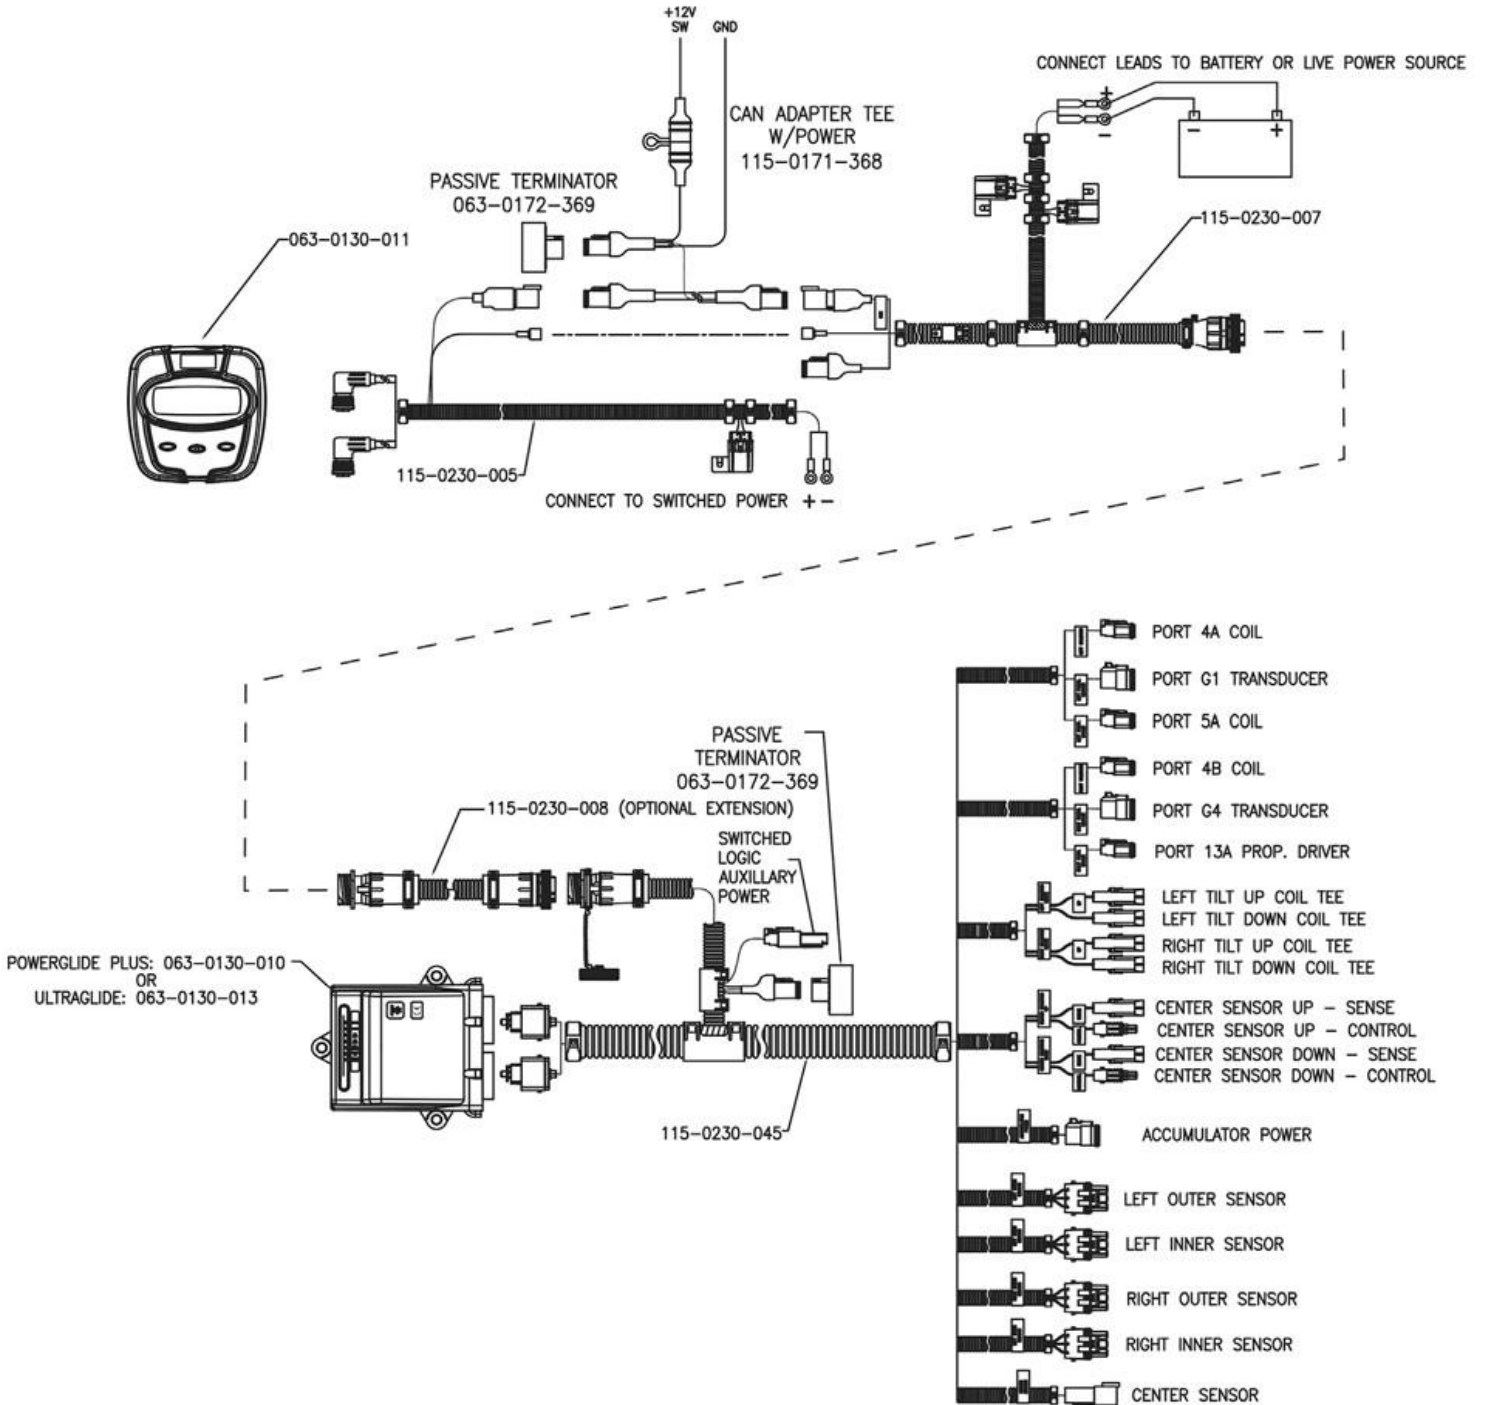 +12V
SW
GND
CONNECT LEADS TO BATTERY OR LIVE POWER SOURCE
+
-
-
+
CAN ADAPTER TEE
W/POWER
115-0171-368
PASSIVE TERMINATOR
063-0172-369
063-0130-011
115-0230-007
115-0230-005
CONNECT TO SWITCHED POWER + -
PORT 4A COIL
PORT G1 TRANSDUCER
PORT 5A COIL
PORT 4B COIL
PORT G4 TRANSDUCER
PORT 13A PROP. DRIVER
PASSIVE
TERMINATOR
063-0172-369
115-0230-008 (OPTIONAL EXTENSION)
SWITCHED
LOGIC
AUXILLARY
POWER
LEFT TILT UP COIL TEE
LEFT TILT DOWN COIL TEE
RIGHT TILT UP COIL TEE
RIGHT TILT DOWN COIL TEE
POWERGLIDE PLUS: 063-0130-010
OR
ULTRAGLIDE: 063-0130-013
CENTER SENSOR UP - SENSE
CENTER SENSOR UP - CONTROL
CENTER SENSOR DOWN - SENSE
CENTER SENSOR DOWN - CONTROL
115-0230-045
ACCUMULATOR POWER
LEFT OUTER SENSOR
LEFT INNER SENSOR
RIGHT OUTER SENSOR
RIGHT INNER SENSOR
CENTER SENSOR